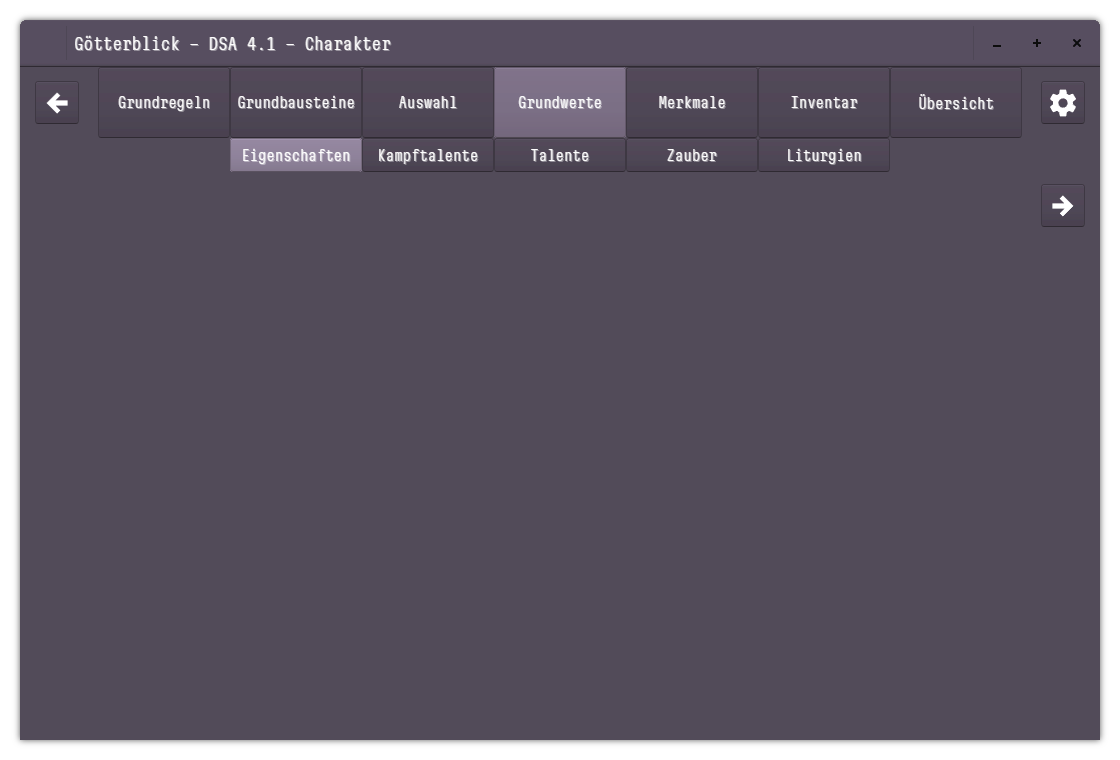 Götterblick – DSA 4.1 – Charakter
Grundregeln Grundbausteine Auswahl Grundwerte Merkmale Inventar Übersicht
Eigenschaften Kampftalente Talente Zauber Liturgien